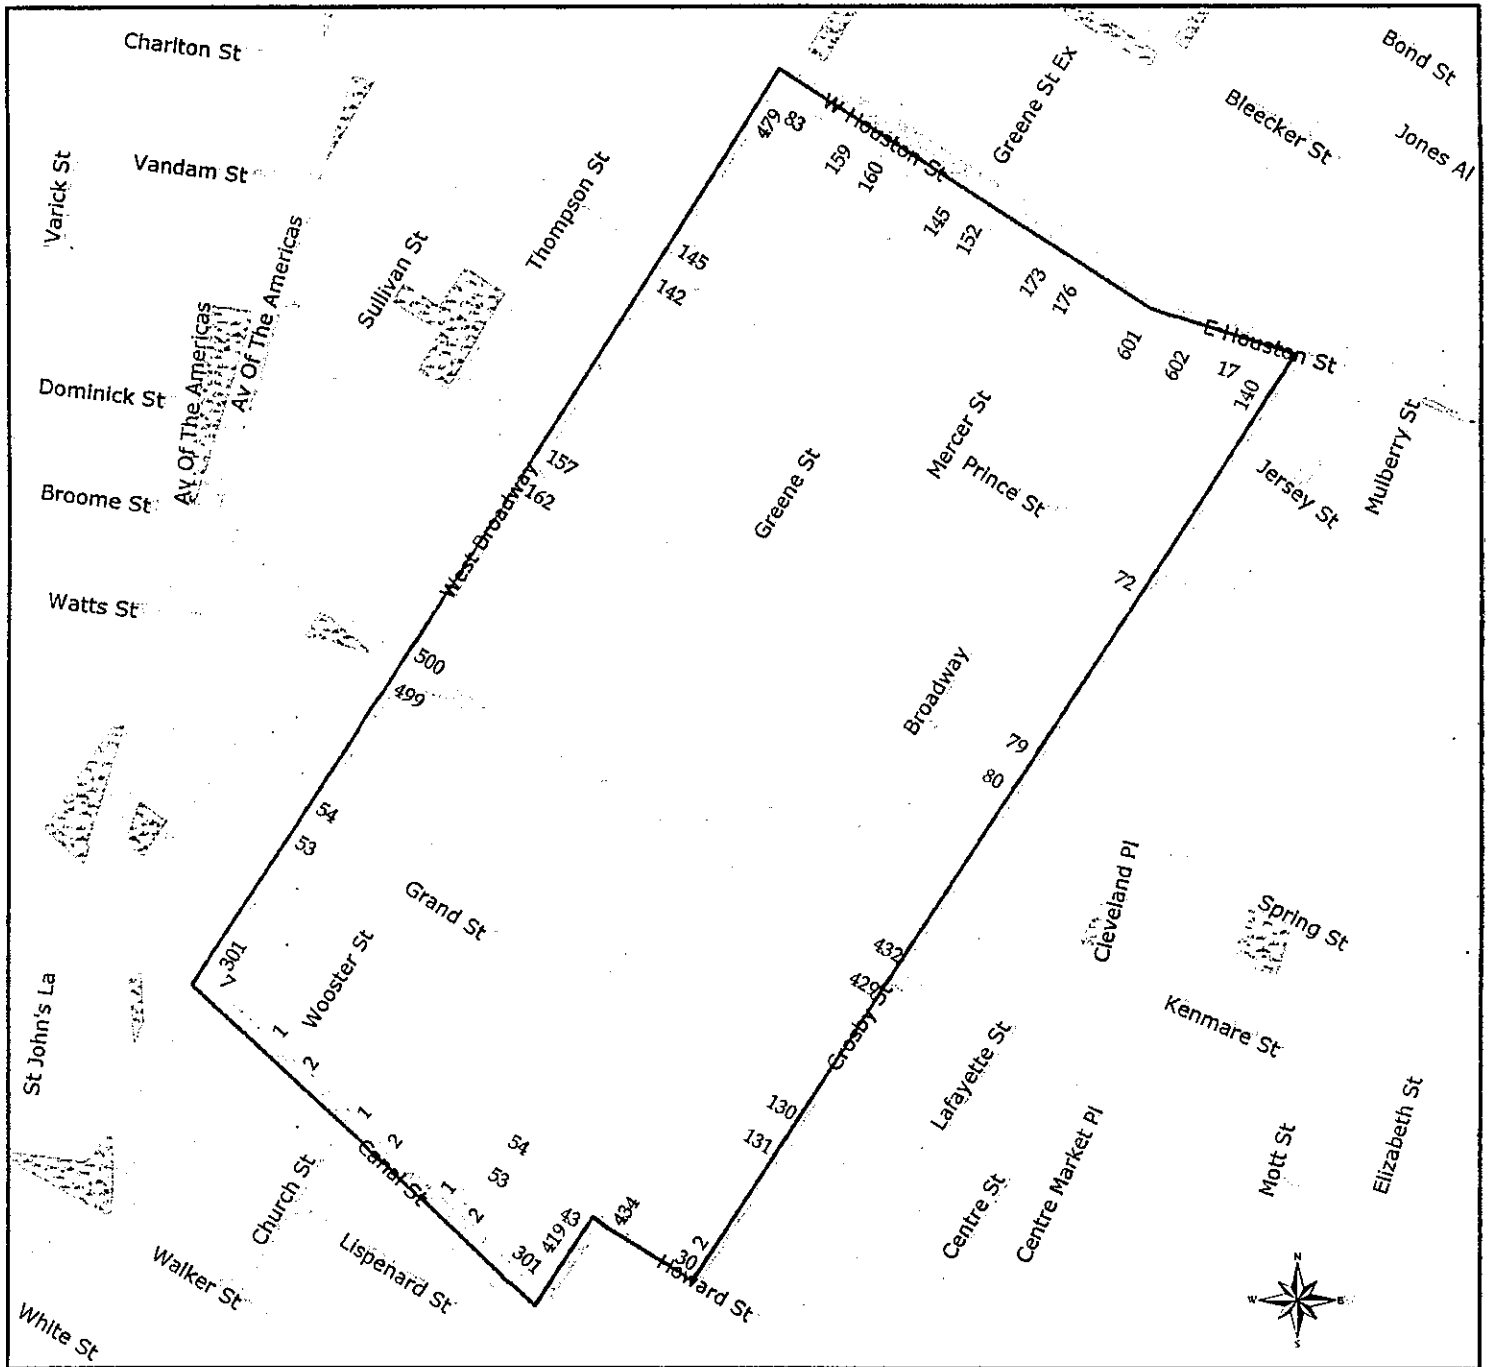 Charlton St
Bond St
Greene St Ex
Bleecker St
Jones Al
W Houston St
479
83
Varick St
Vandam St
159
160
Thompson St
Av Of The Americas
145
152
Sullivan St
145
142
173
176
E Houston St
601
602
17
140
Av Of The Americas
Dominick St
Mercer St
Mulberry St
157
162
Greene St
Prince St
Jersey St
Broome St
West Broadway
72
Watts St
500
499
Broadway
79
80
54
53
Cleveland Pl
Grand St
Spring St
432
429
301
Wooster St
St John's La
1
2
Crosby St
Kenmare St
Lafayette St
1
2
130
131
Canal St
54
53
Centre Market Pl
Mott St
Elizabeth St
Church St
1
2
43
419
434
Centre St
301
30
2
Howard St
Walker St
Lispenard St
White St
N
W
E
S